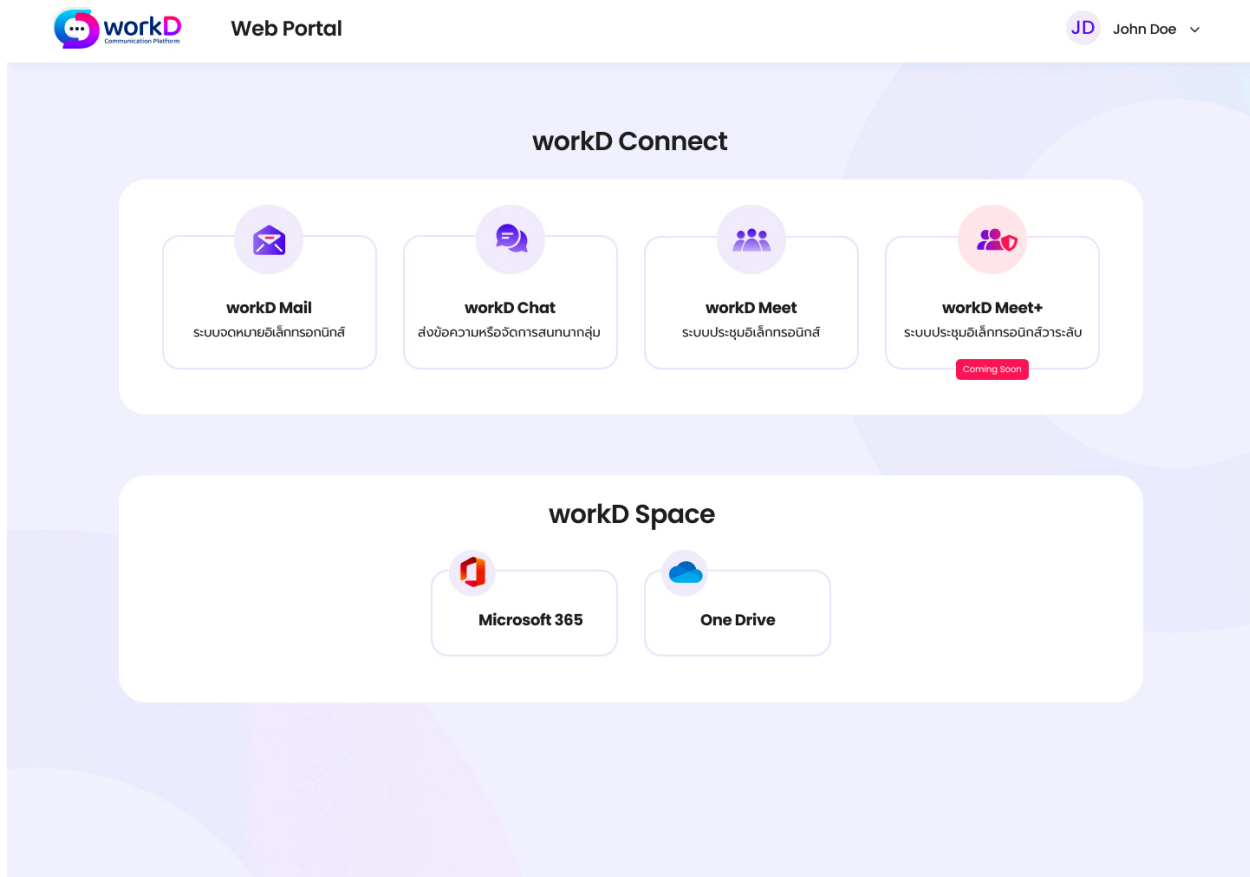 workD
Communication Platform
Web Portal
JD
John Doe
workD Connect
workD Mail
ระบบจดหมายอิเล็กทรอกนิกส์
workD Chat
ส่งข้อความหรือจัดการสนทนากลุ่ม
workD Meet
ระบบประชุมอิเล็กทรอนิกส์
workD Meet+
ระบบประชุมอิเล็กทรอนิกส์วาระลับ
Coming Soon
workD Space
Microsoft 365
One Drive